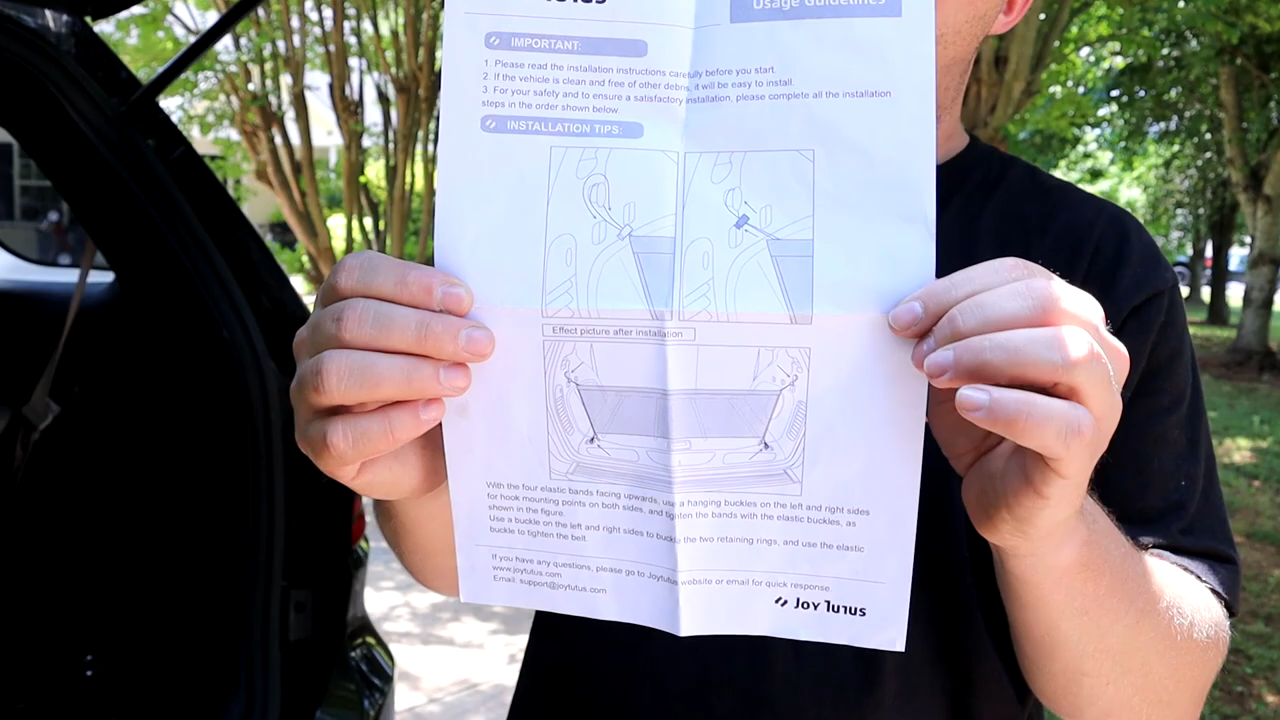 Usage Guidelines
IMPORTANT:
1. Please read the installation instructions carefully before you start.
2. If the vehicle is clean and free of other debris, it will be easy to install.
3. For your safety and to ensure a satisfactory installation, please complete all the installation
steps in the order shown below.
INSTALLATION TIPS:
Effect picture after installation
With the four elastic bands facing upwards, use a hanging buckles on the left and right sides
for hook mounting points on both sides, and tighten the bands with the elastic buckles, as
shown in the figure.
Use a buckle on the left and right sides to buckle the two retaining rings, and use the elastic
buckle to tighten the belt.
If you have any questions, please go to Joytutus website or email for quick response.
www.joytutus.com
Email: support@joytutus.com
JOY TUTUS